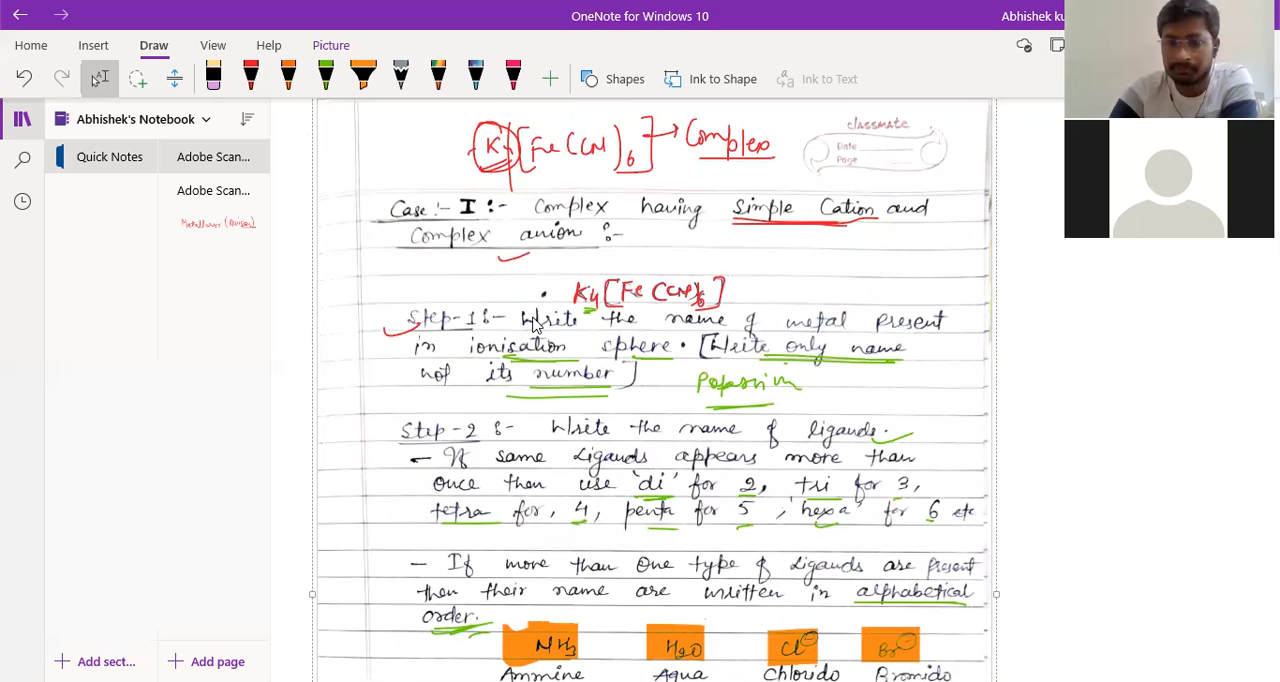 OneNote for Windows 10
Abhishek ku
Home Insert Draw View Help Picture
Shapes Ink to Shape Ink to Text
Abhishek's Notebook
Quick Notes
Adobe Scan...
Adobe Scan...
K4[Fe(CN)6] → Complex
classmate
Date
Page
Case:- I :- Complex having Simple Cation and
Complex anion :-
K4[Fe(CN)6]
Step-1 :- Write the name of metal present
in ionisation sphere. [Write only name
not its number]
Step-2 :- Write the name of ligands.
- If same Ligands appears more than
once then use 'di' for 2, tri for 3,
tetra for, 4, penta for 5, 'hexa' for 6 etc
- If more than One type of Ligands are present
then their name are written in alphabetical
order.
NH3 H2O Cl⊖ Br⊖
Ammine Aqua Chlorido Bromido
+ Add sect... + Add page